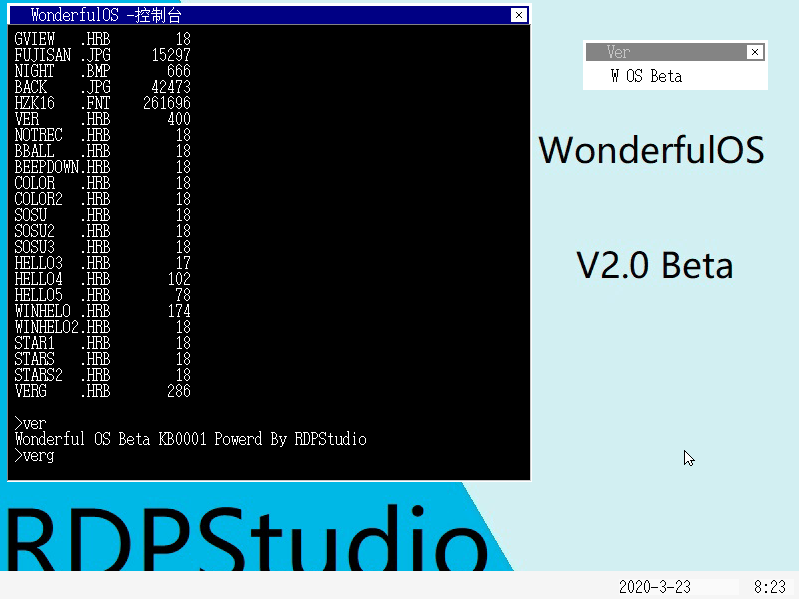 WonderfulOS -控制台
GVIEW .HRB 18
FUJISAN .JPG 15297
NIGHT .BMP 666
BACK .JPG 42473
HZK16 .FNT 261696
VER .HRB 400
NOTREC .HRB 18
BBALL .HRB 18
BEEPDOWN.HRB 18
COLOR .HRB 18
COLOR2 .HRB 18
SOSU .HRB 18
SOSU2 .HRB 18
SOSU3 .HRB 18
HELLO3 .HRB 17
HELLO4 .HRB 102
HELLO5 .HRB 78
WINHELO .HRB 174
WINHELO2.HRB 18
STAR1 .HRB 18
STARS .HRB 18
STARS2 .HRB 18
VERG .HRB 286
>ver
Wonderful OS Beta KB0001 Powerd By RDPStudio
>verg
Ver
W OS Beta
WonderfulOS
V2.0 Beta
RDPStudio
2020-3-23 8:23